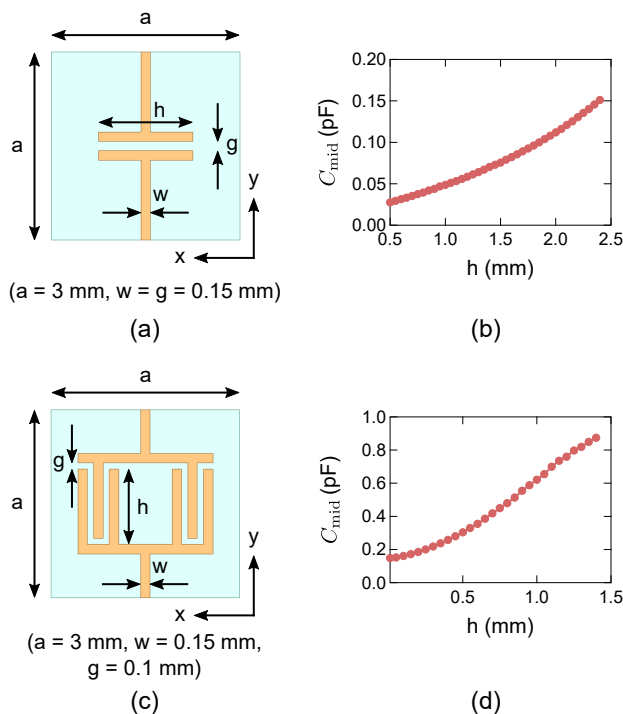 a
a
h
g
w
y
x
(a = 3 mm, w = g = 0.15 mm)
(a)
0.20
0.15
0.10
0.05
0.00
C_mid (pF)
0.5 1.0 1.5 2.0 2.5
h (mm)
(b)
a
a
g
h
w
y
x
(a = 3 mm, w = 0.15 mm,
g = 0.1 mm)
(c)
1.0
0.8
0.6
0.4
0.2
0.0
C_mid (pF)
0.5 1.0 1.5
h (mm)
(d)